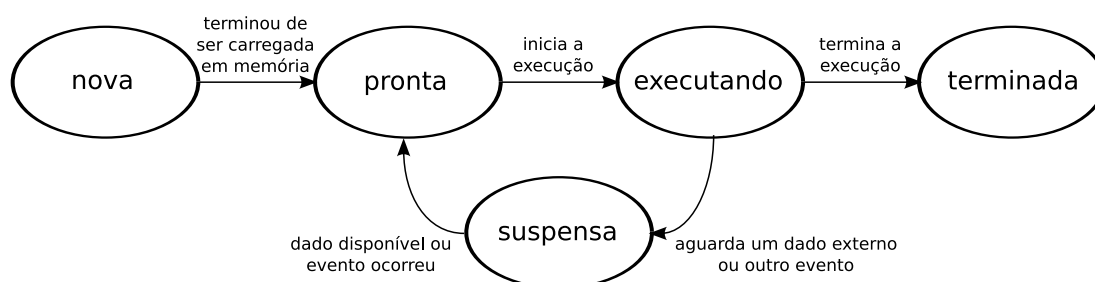 terminou de
ser carregada
em memória
inicia a
execução
termina a
execução
nova
pronta
executando
terminada
suspensa
dado disponível ou
evento ocorreu
aguarda um dado externo
ou outro evento